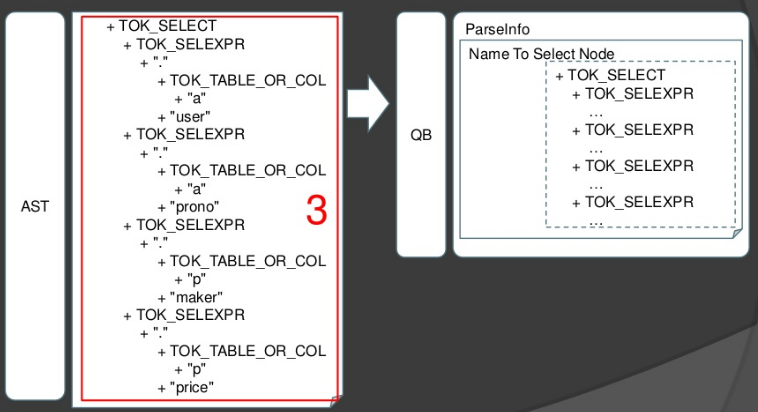 AST
+ TOK_SELECT
+ TOK_SELEXPR
+ "."
+ TOK_TABLE_OR_COL
+ "a"
+ "user"
+ TOK_SELEXPR
+ "."
+ TOK_TABLE_OR_COL
+ "a"
+ "prono"
+ TOK_SELEXPR
+ "."
+ TOK_TABLE_OR_COL
+ "p"
+ "maker"
+ TOK_SELEXPR
+ "."
+ TOK_TABLE_OR_COL
+ "p"
+ "price"
3
QB
ParseInfo
Name To Select Node
+ TOK_SELECT
+ TOK_SELEXPR
...
+ TOK_SELEXPR
...
+ TOK_SELEXPR
...
+ TOK_SELEXPR
...